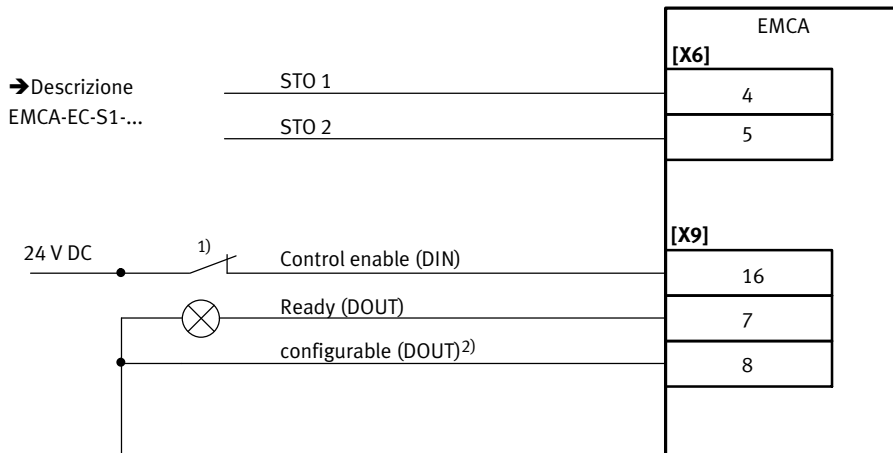 EMCA
[X6]
➔Descrizione
EMCA-EC-S1-...
STO 1
4
STO 2
5
[X9]
24 V DC
1)
Control enable (DIN)
16
Ready (DOUT)
7
configurable (DOUT)2)
8